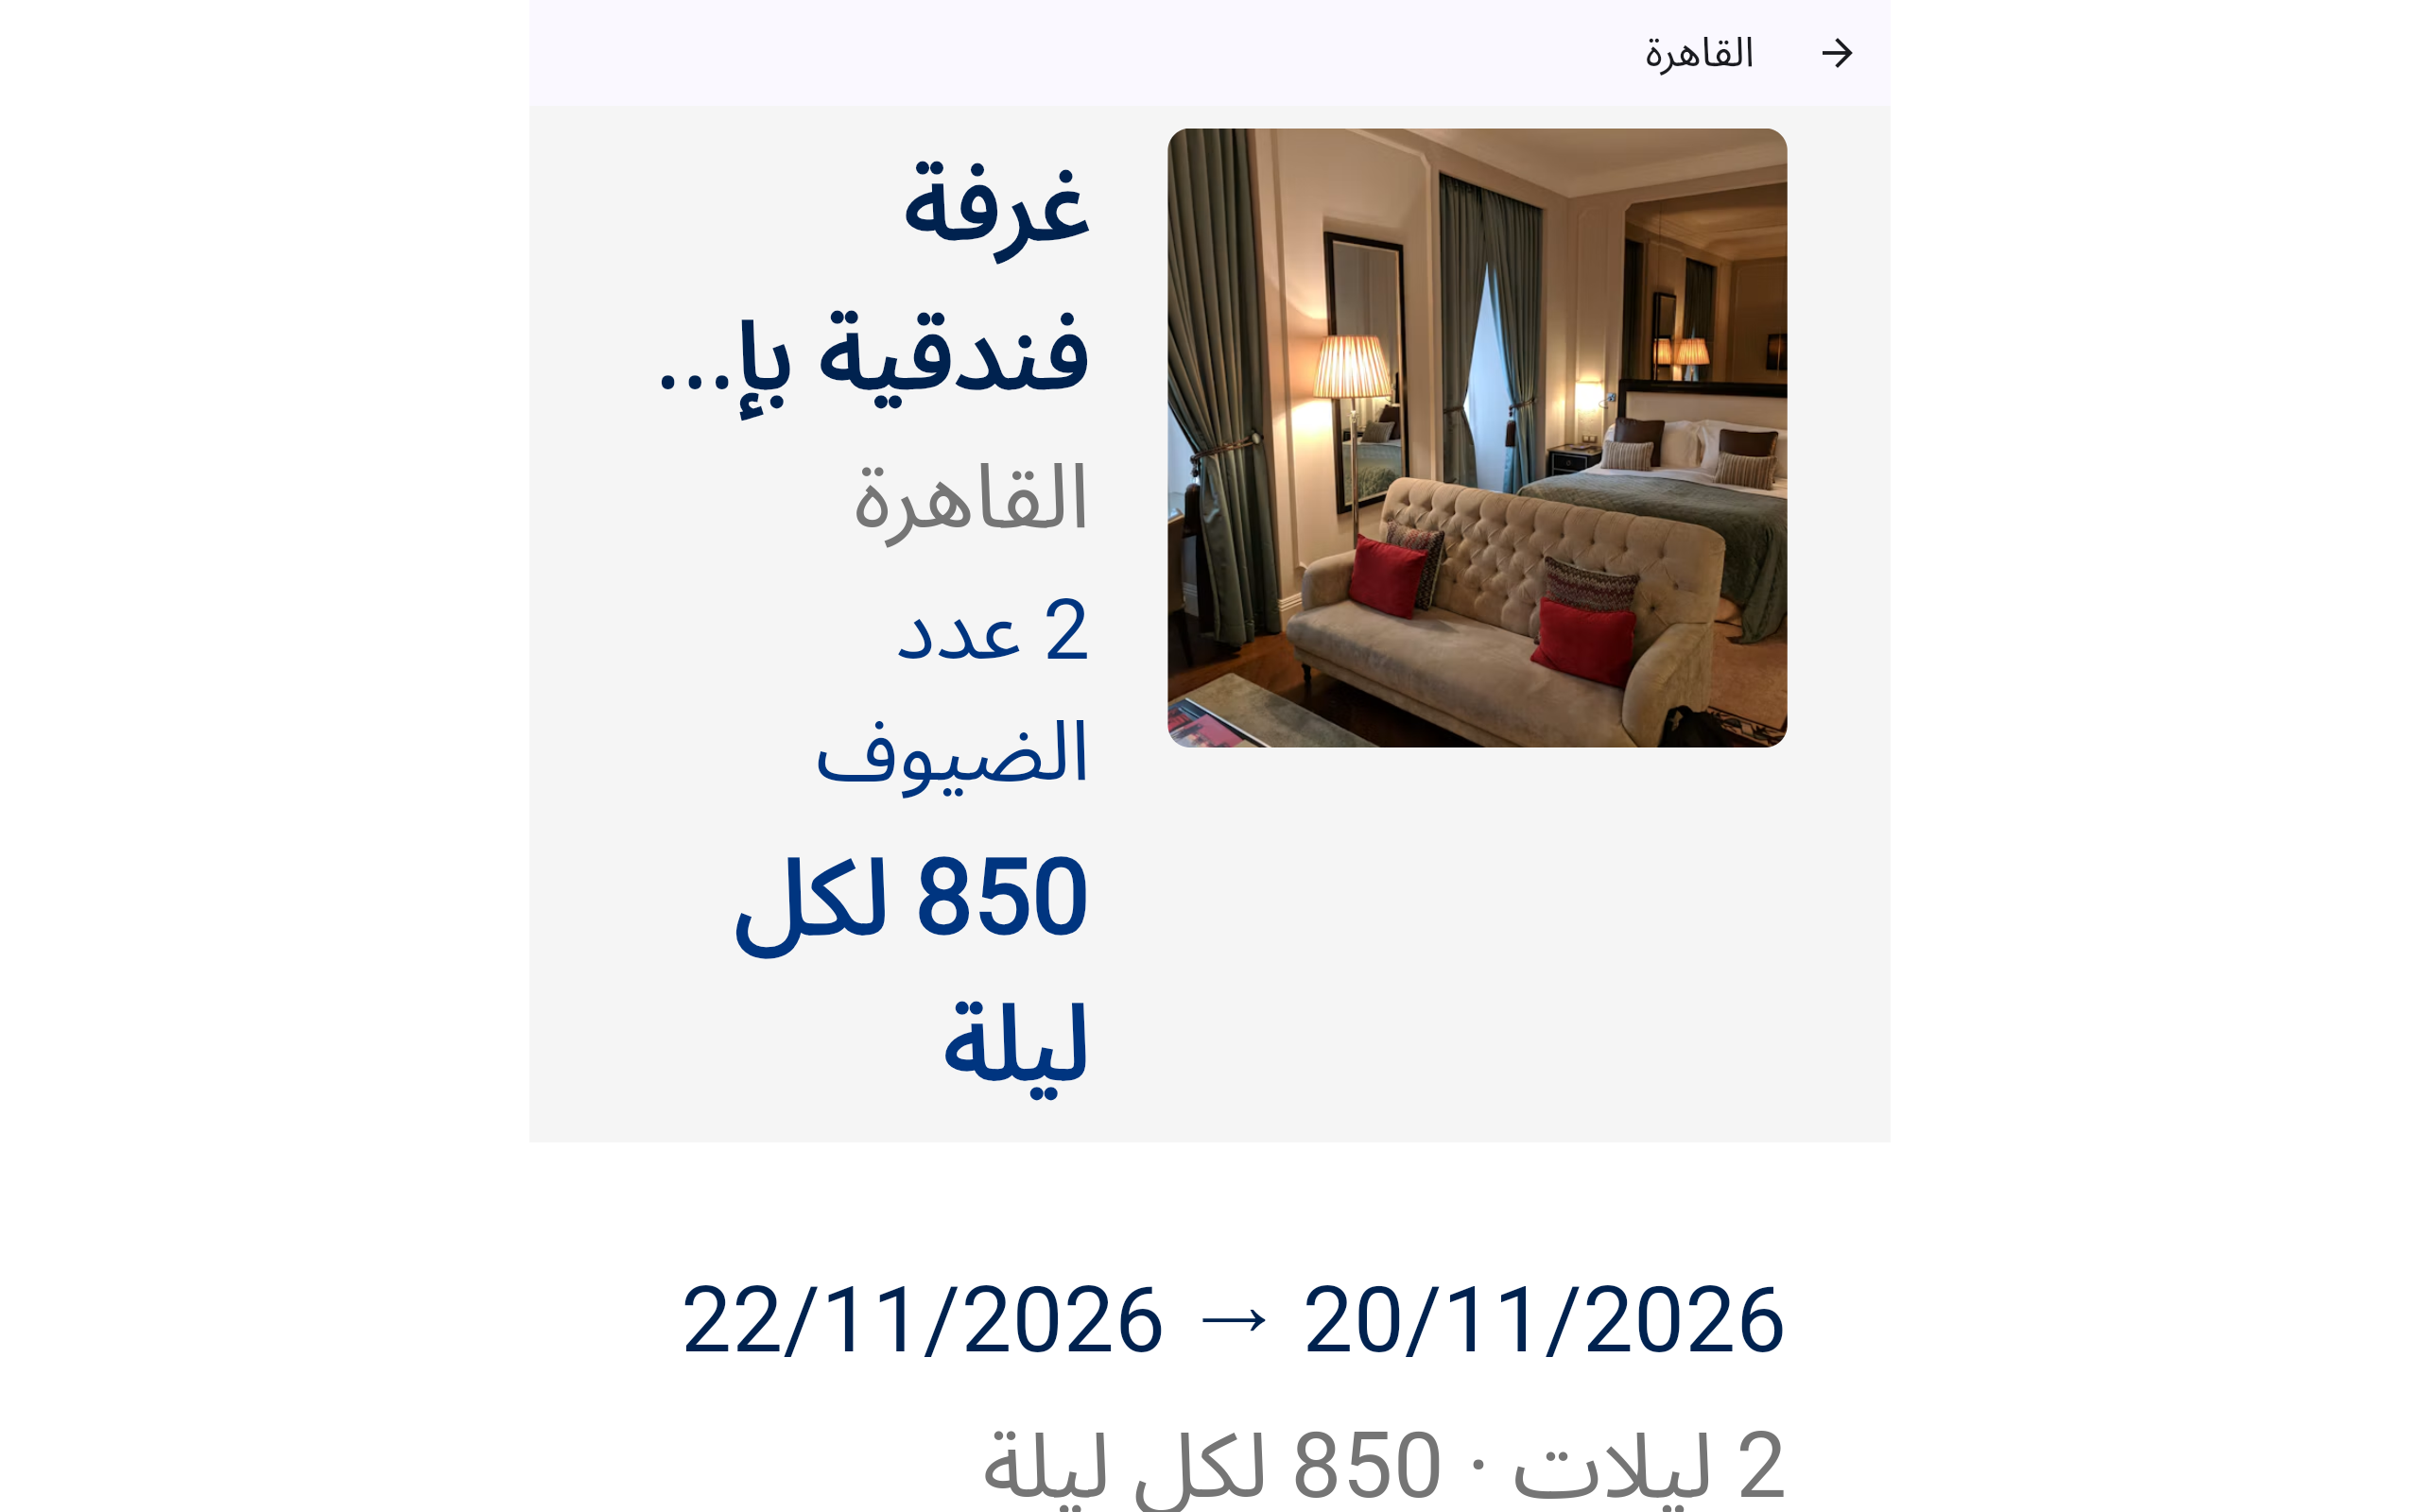 القاهرة
غرفة
فندقية بإ...
القاهرة
2 عدد
الضيوف
850 لكل
ليلة
20/11/2026 → 22/11/2026
2 ليلات · 850 لكل ليلة